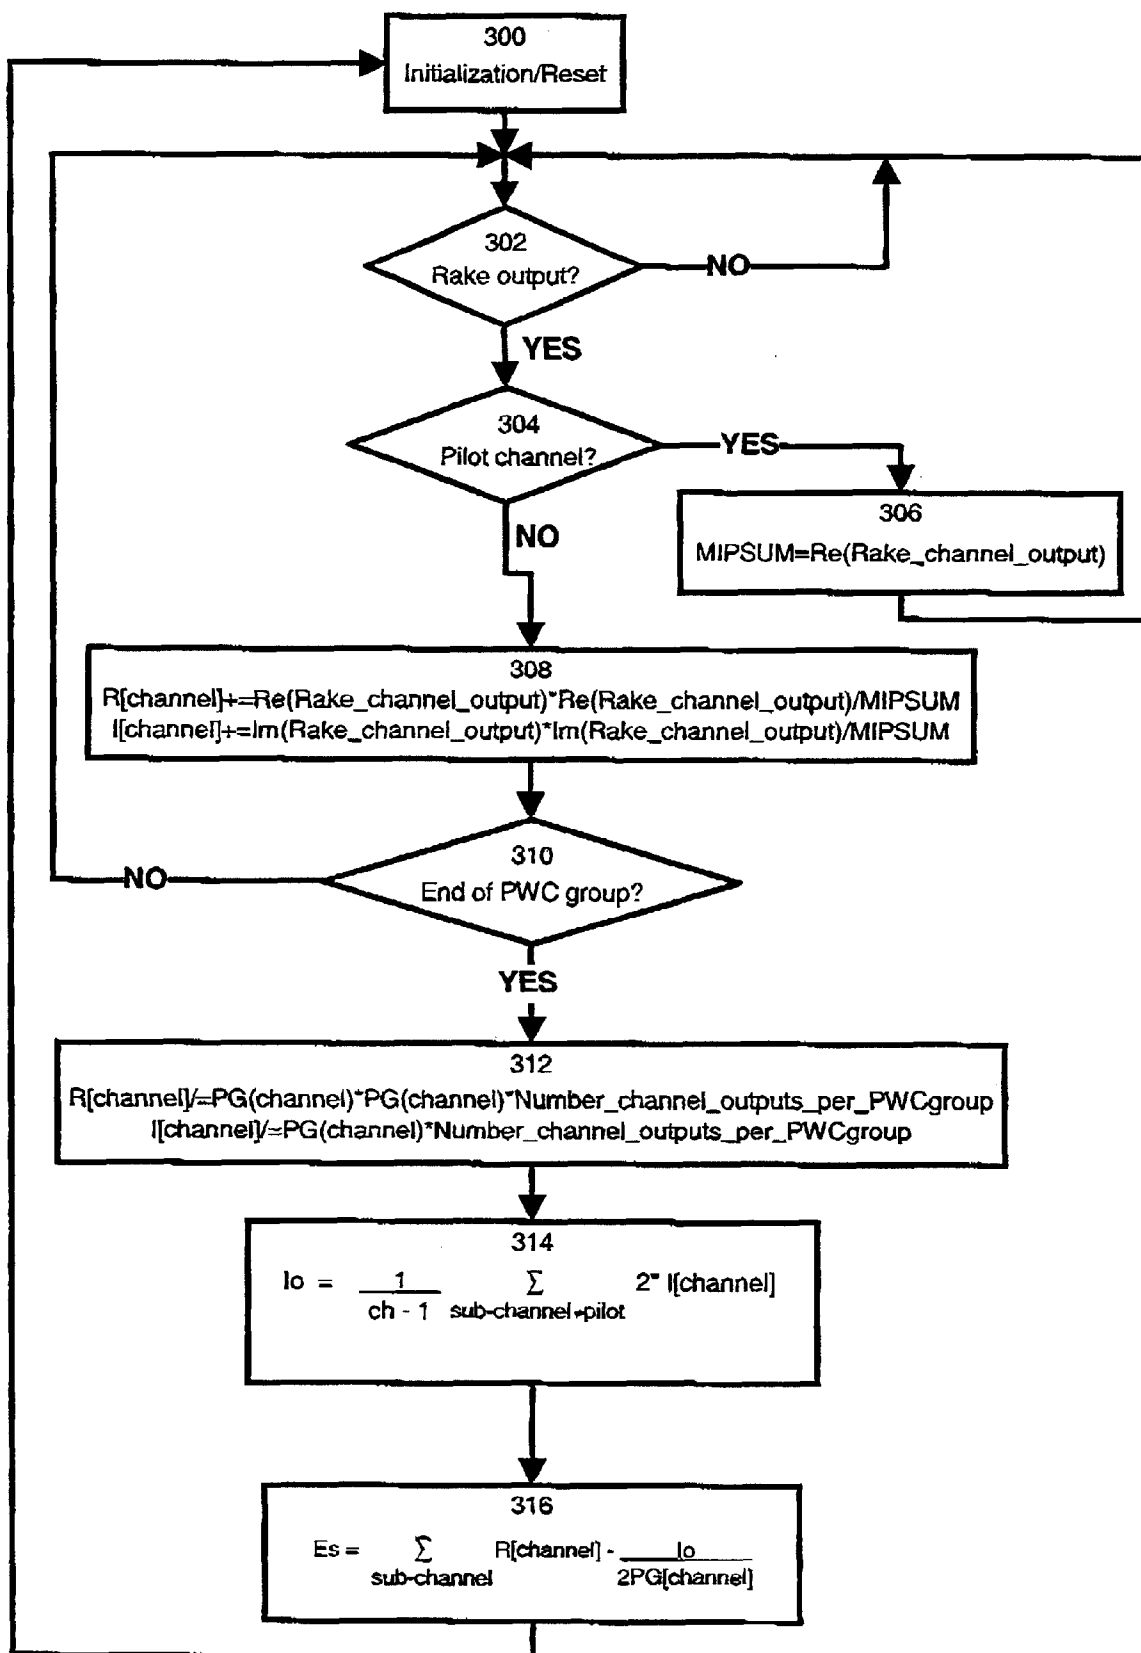 300
Initialization/Reset
302
Rake output?
NO
YES
304
Pilot channel?
YES
NO
306
MIPSUM=Re(Rake_channel_output)
308
R[channel]+=Re(Rake_channel_output)*Re(Rake_channel_output)/MIPSUM
I[channel]+=Im(Rake_channel_output)*Im(Rake_channel_output)/MIPSUM
310
End of PWC group?
NO
YES
312
R[channel]/=PG(channel)*PG(channel)*Number_channel_outputs_per_PWCgroup
I[channel]/=PG(channel)*Number_channel_outputs_per_PWCgroup
314
Io = 1 / ch - 1 Σ sub-channel≠pilot 2* I[channel]
316
Es = Σ sub-channel R[channel] - Io / 2PG[channel]